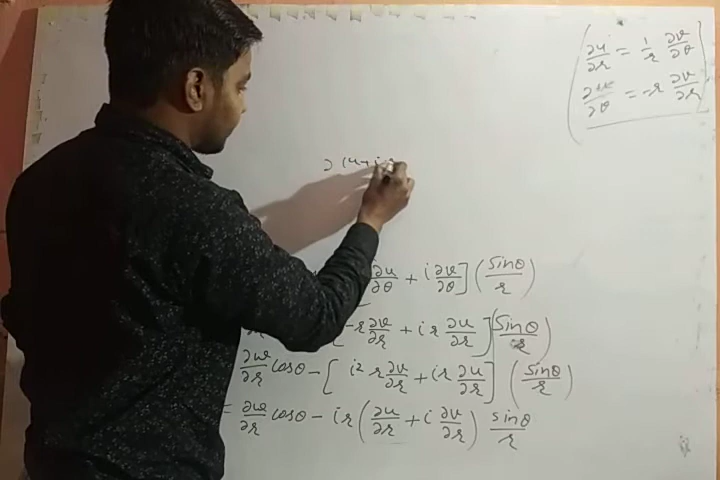 ∂u/∂r = 1/r ∂v/∂θ
∂u/∂θ = -r ∂v/∂r
∂(u+i
∂u/∂θ + i ∂v/∂θ] (sinθ/r)
[-r ∂v/∂r + i r ∂u/∂r] (sinθ/r)
∂w/∂r cosθ - [i² r ∂v/∂r + i r ∂u/∂r] (sinθ/r)
= ∂w/∂r cosθ - i r (∂u/∂r + i ∂v/∂r) sinθ/r